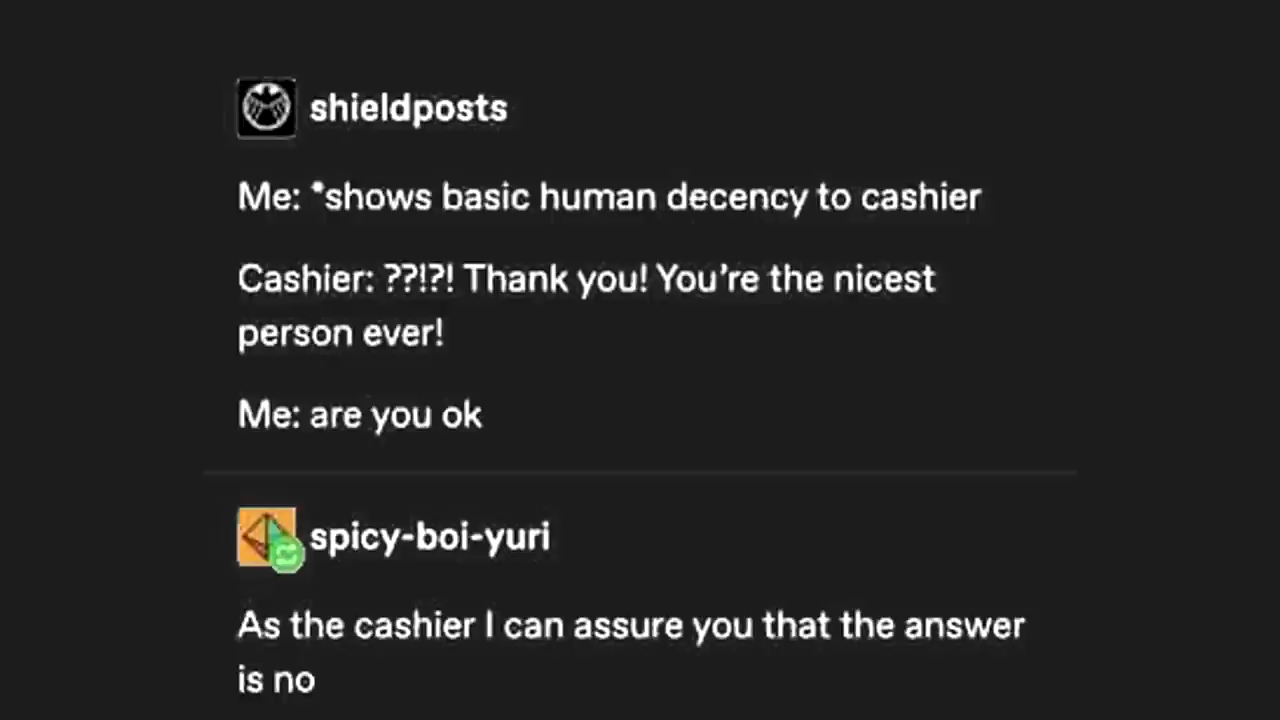 shieldposts
Me: *shows basic human decency to cashier
Cashier: ??!?! Thank you! You're the nicest
person ever!
Me: are you ok
spicy-boi-yuri
As the cashier I can assure you that the answer
is no